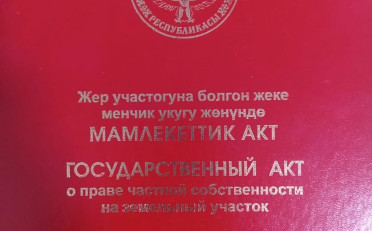 РЕСПУБЛИКАСЫ
Жер участогуна болгон жеке
менчик укугу жөнүндө
МАМЛЕКЕТТИК АКТ
ГОСУДАРСТВЕННЫЙ АКТ
о праве частной собственности
на земельный участок